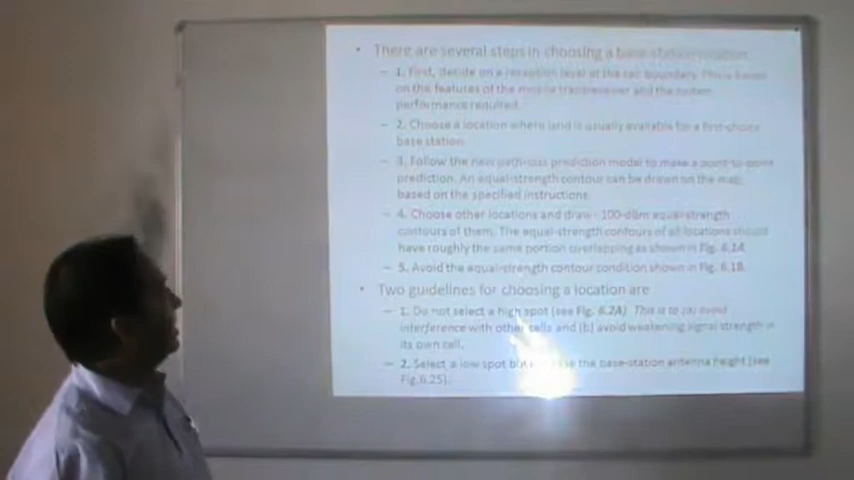 • There are several steps in choosing a base-station location
– 1. First, decide on a reception level at the cell boundary. This is based
on the features of the mobile transceiver and the system
performance required.
– 2. Choose a location where land is usually available for a first-choice
base station.
– 3. Follow the new path-loss prediction model to make a point-to-point
prediction. An equal-strength contour can be drawn on the map,
based on the specified instructions.
– 4. Choose other locations and draw - 100-dBm equal-strength
contours of them. The equal-strength contours of all locations should
have roughly the same portion overlapping as shown in Fig. 6.1A.
– 5. Avoid the equal-strength contour condition shown in Fig. 6.1B.
• Two guidelines for choosing a location are
– 1. Do not select a high spot (see Fig. 6.2A) This is to (a) avoid
interference with other cells and (b) avoid weakening signal strength in
its own cell.
– 2. Select a low spot but the base-station antenna height (see
Fig.6.25).